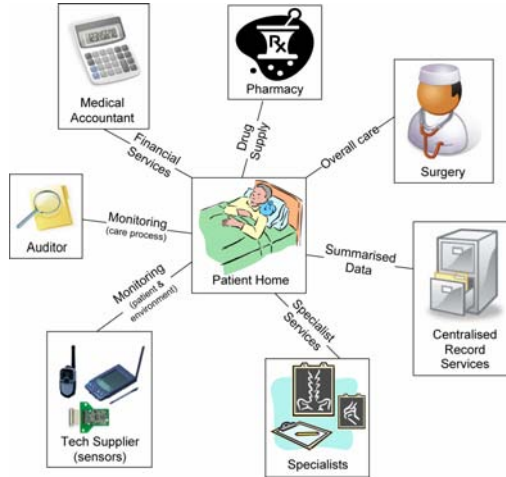 Medical
Accountant
Rx
Pharmacy
Financial
Services
Drug
Supply
Overall care
Surgery
Auditor
Monitoring
(care process)
Patient Home
Summarised
Data
Centralised
Record
Services
Monitoring
(patient &
environment)
Specialist
Services
Tech Supplier
(sensors)
Specialists